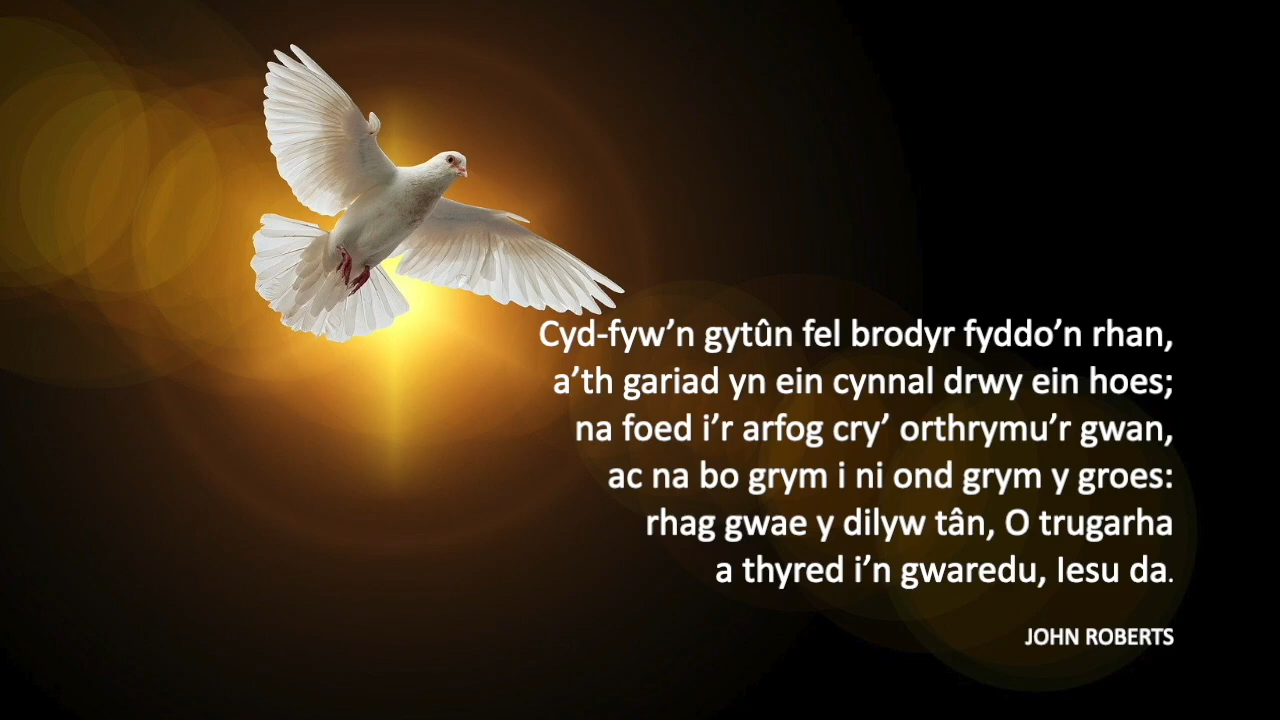 Cyd-fyw’n gytûn fel brodyr fyddo’n rhan,
a’th gariad yn ein cynnal drwy ein hoes;
na foed i’r arfog cry’ orthrymu’r gwan,
ac na bo grym i ni ond grym y groes:
rhag gwae y dilyw tân, O trugarha
a thyred i’n gwaredu, Iesu da.
JOHN ROBERTS